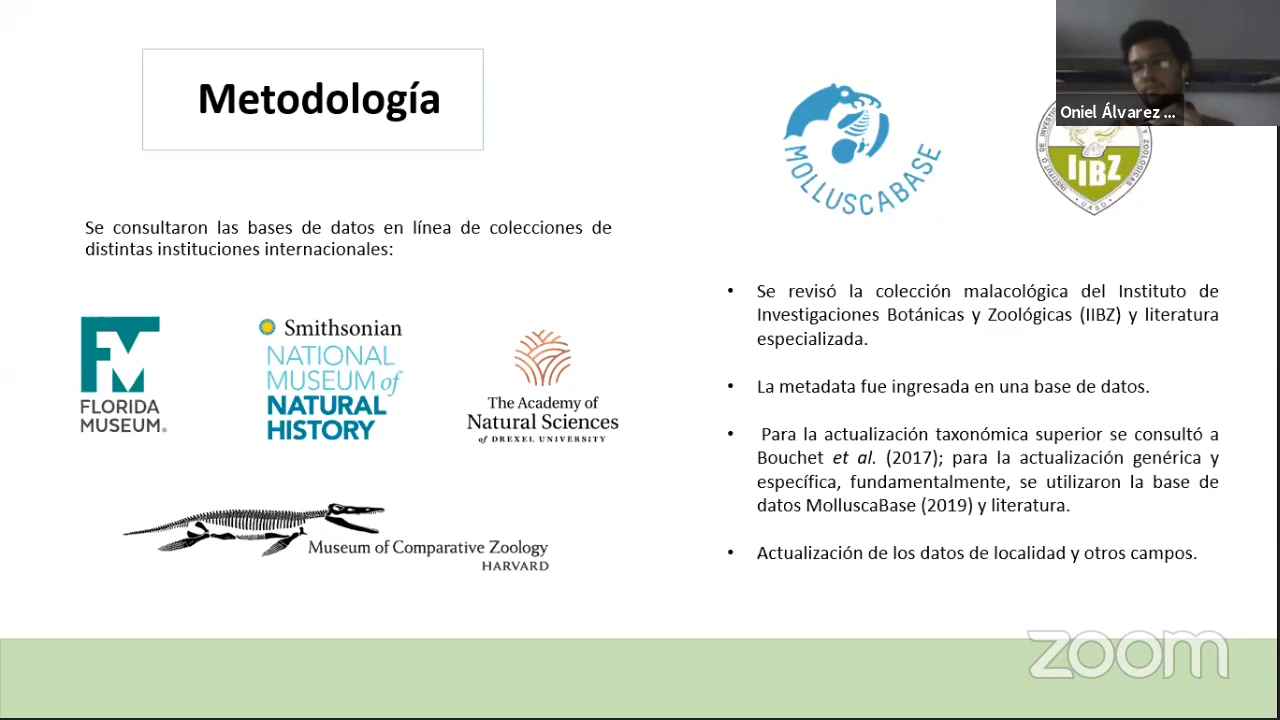 Metodología
Se consultaron las bases de datos en línea de colecciones de
distintas instituciones internacionales:
FM
FLORIDA
MUSEUM.
Smithsonian
NATIONAL
MUSEUM of
NATURAL
HISTORY
The Academy of
Natural Sciences
of DREXEL UNIVERSITY
Museum of Comparative Zoology
HARVARD
MOLLUSCABASE
Oniel Álvarez ...
IIBZ
UASD
• Se revisó la colección malacológica del Instituto de
Investigaciones Botánicas y Zoológicas (IIBZ) y literatura
especializada.
• La metadata fue ingresada en una base de datos.
• Para la actualización taxonómica superior se consultó a
Bouchet et al. (2017); para la actualización genérica y
específica, fundamentalmente, se utilizaron la base de
datos MolluscaBase (2019) y literatura.
• Actualización de los datos de localidad y otros campos.
zoom